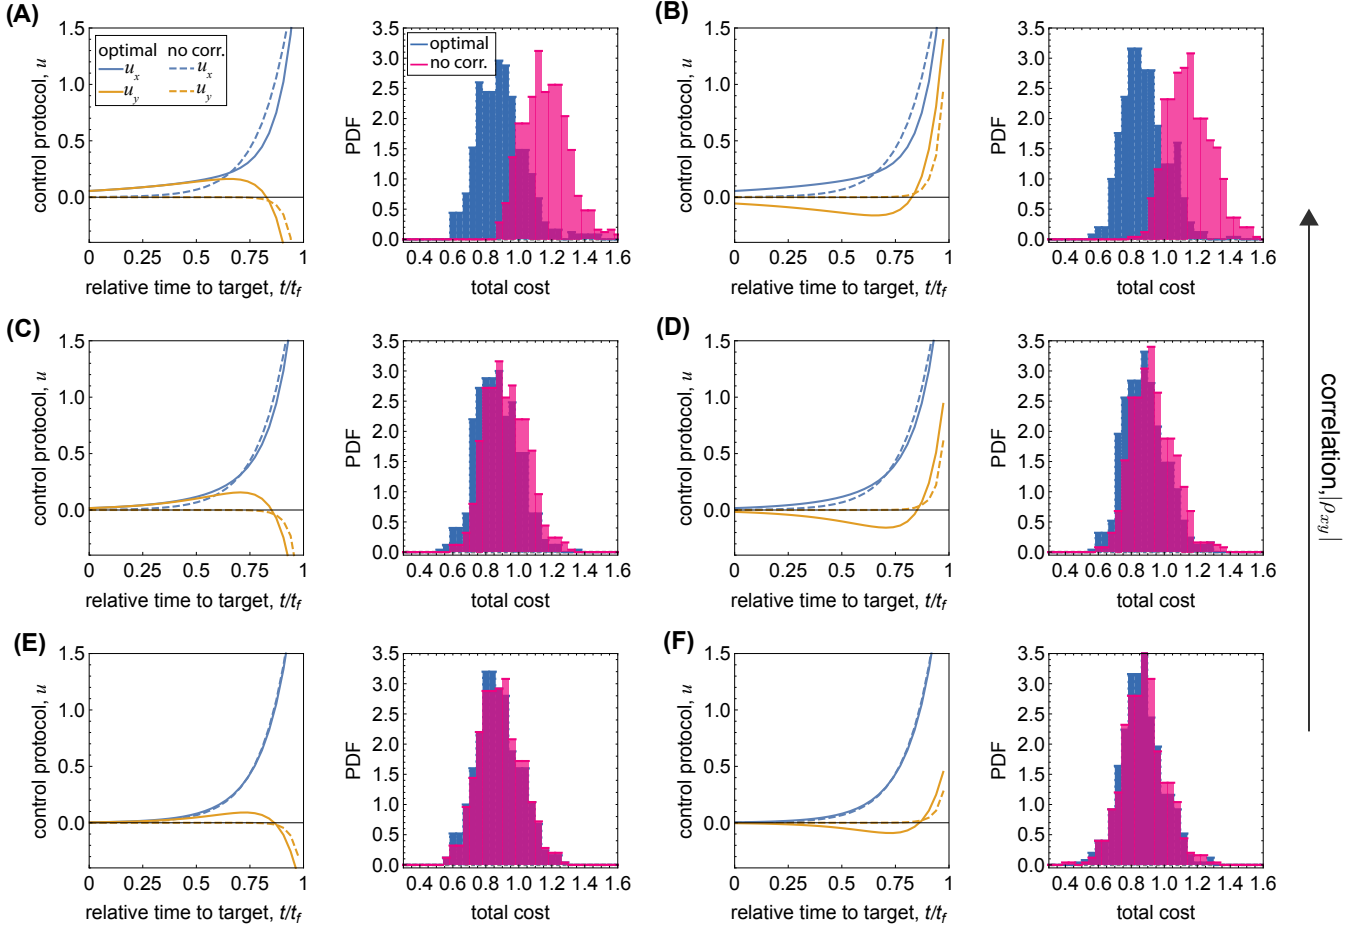 (A)
1.5
1.0
0.5
0.0
control protocol, u
optimal no corr.
u_x u_x
u_y u_y
0 0.25 0.5 0.75 1
relative time to target, t/t_f
3.5
3.0
2.5
2.0
1.5
1.0
0.5
0.0
PDF
optimal
no corr.
0.4 0.6 0.8 1.0 1.2 1.4 1.6
total cost
(B)
1.5
1.0
0.5
0.0
control protocol, u
0 0.25 0.5 0.75 1
relative time to target, t/t_f
3.5
3.0
2.5
2.0
1.5
1.0
0.5
0.0
PDF
0.4 0.6 0.8 1.0 1.2 1.4 1.6
total cost
(C)
1.5
1.0
0.5
0.0
control protocol, u
0 0.25 0.5 0.75 1
relative time to target, t/t_f
3.5
3.0
2.5
2.0
1.5
1.0
0.5
0.0
PDF
0.4 0.6 0.8 1.0 1.2 1.4 1.6
total cost
(D)
1.5
1.0
0.5
0.0
control protocol, u
0 0.25 0.5 0.75 1
relative time to target, t/t_f
3.5
3.0
2.5
2.0
1.5
1.0
0.5
0.0
PDF
0.4 0.6 0.8 1.0 1.2 1.4 1.6
total cost
(E)
1.5
1.0
0.5
0.0
control protocol, u
0 0.25 0.5 0.75 1
relative time to target, t/t_f
3.5
3.0
2.5
2.0
1.5
1.0
0.5
0.0
PDF
0.4 0.6 0.8 1.0 1.2 1.4 1.6
total cost
(F)
1.5
1.0
0.5
0.0
control protocol, u
0 0.25 0.5 0.75 1
relative time to target, t/t_f
3.5
3.0
2.5
2.0
1.5
1.0
0.5
0.0
PDF
0.4 0.6 0.8 1.0 1.2 1.4 1.6
total cost
correlation, |ρ_xy|